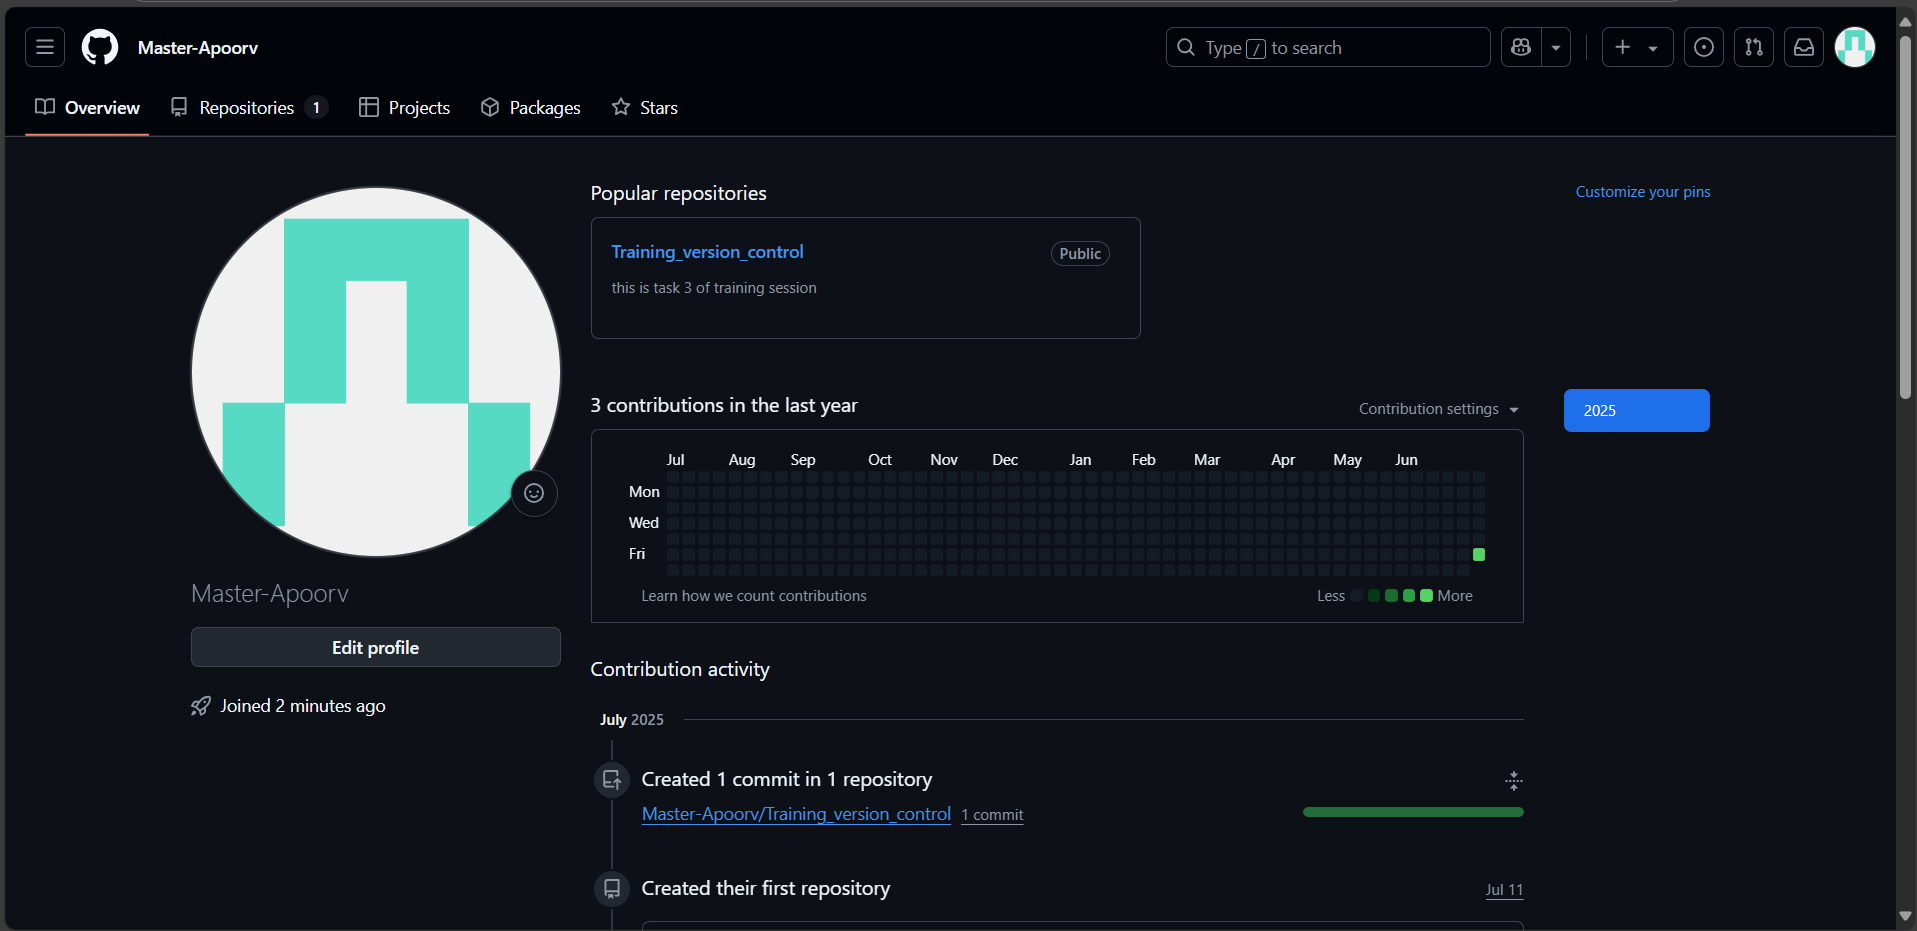 Master-Apoorv
Type / to search
Overview
Repositories 1
Projects
Packages
Stars
Popular repositories
Customize your pins
Training_version_control
Public
this is task 3 of training session
3 contributions in the last year
Contribution settings
2025
Jul Aug Sep Oct Nov Dec Jan Feb Mar Apr May Jun
Mon
Wed
Fri
Learn how we count contributions
Less More
Master-Apoorv
Edit profile
Joined 2 minutes ago
Contribution activity
July 2025
Created 1 commit in 1 repository
Master-Apoorv/Training_version_control 1 commit
Created their first repository
Jul 11